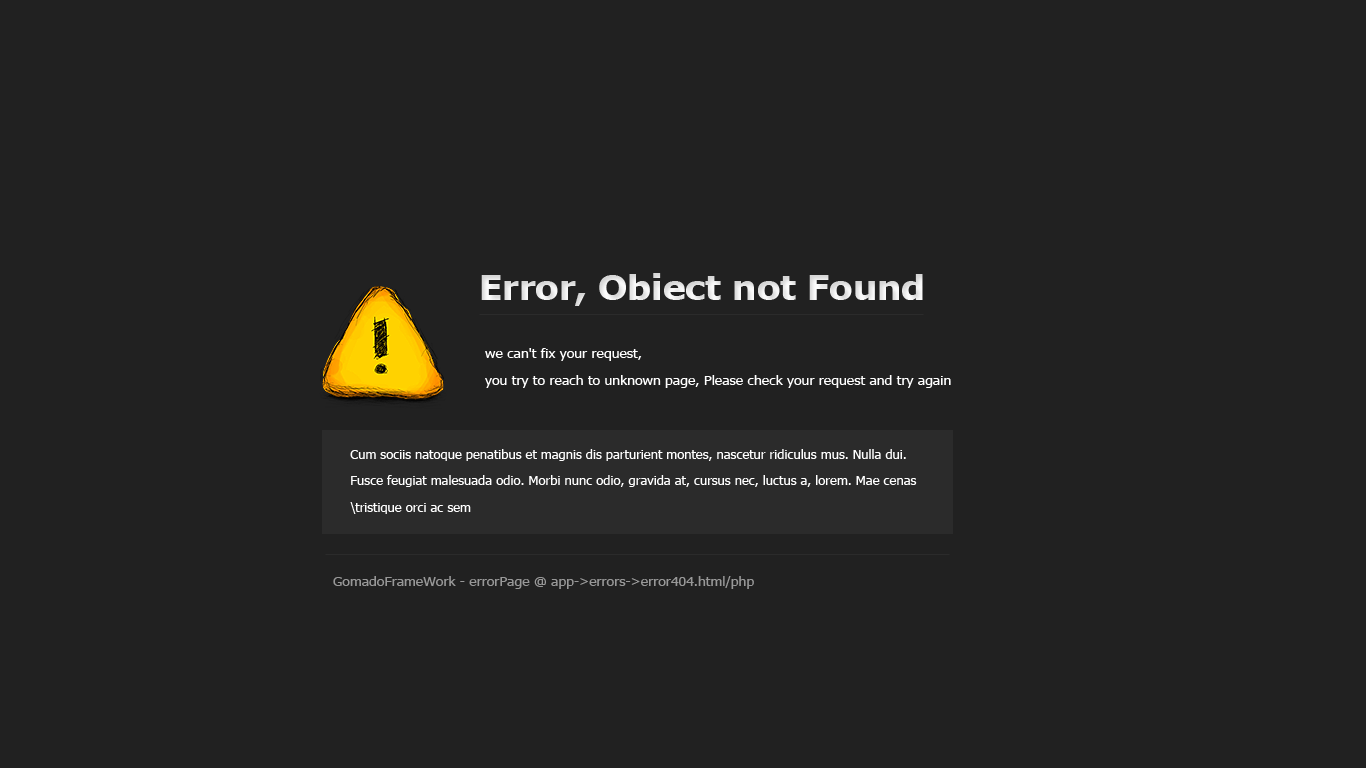 Error, Obiect not Found
we can't fix your request,
you try to reach to unknown page, Please check your request and try again
Cum sociis natoque penatibus et magnis dis parturient montes, nascetur ridiculus mus. Nulla dui.
Fusce feugiat malesuada odio. Morbi nunc odio, gravida at, cursus nec, luctus a, lorem. Mae cenas
\tristique orci ac sem
GomadoFrameWork - errorPage @ app->errors->error404.html/php